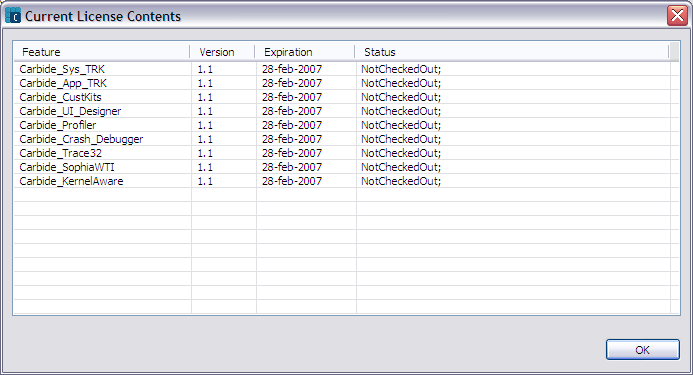 Current License Contents
Feature Version Expiration Status
Carbide_Sys_TRK 1.1 28-feb-2007 NotCheckedOut;
Carbide_App_TRK 1.1 28-feb-2007 NotCheckedOut;
Carbide_CustKits 1.1 28-feb-2007 NotCheckedOut;
Carbide_UI_Designer 1.1 28-feb-2007 NotCheckedOut;
Carbide_Profiler 1.1 28-feb-2007 NotCheckedOut;
Carbide_Crash_Debugger 1.1 28-feb-2007 NotCheckedOut;
Carbide_Trace32 1.1 28-feb-2007 NotCheckedOut;
Carbide_SophiaWTI 1.1 28-feb-2007 NotCheckedOut;
Carbide_KernelAware 1.1 28-feb-2007 NotCheckedOut;
OK